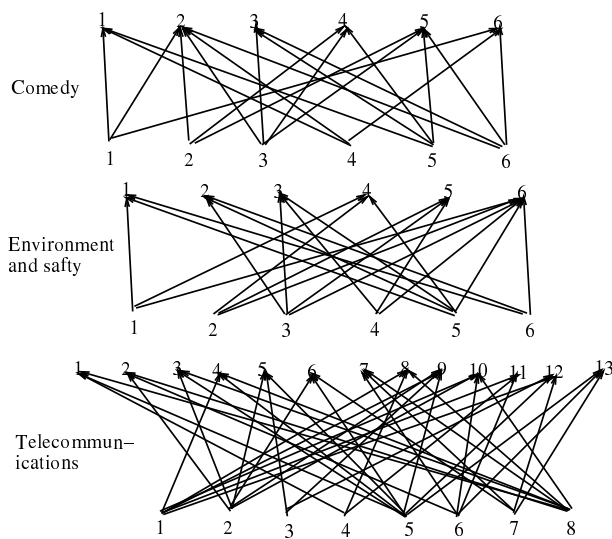 1 2 3 4 5 6
Comedy
1 2 3 4 5 6
1 2 3 4 5 6
Environment
and safty
1 2 3 4 5 6
1 2 3 4 5 6 7 8 9 10 11 12 13
Telecommun–
ications
1 2 3 4 5 6 7 8